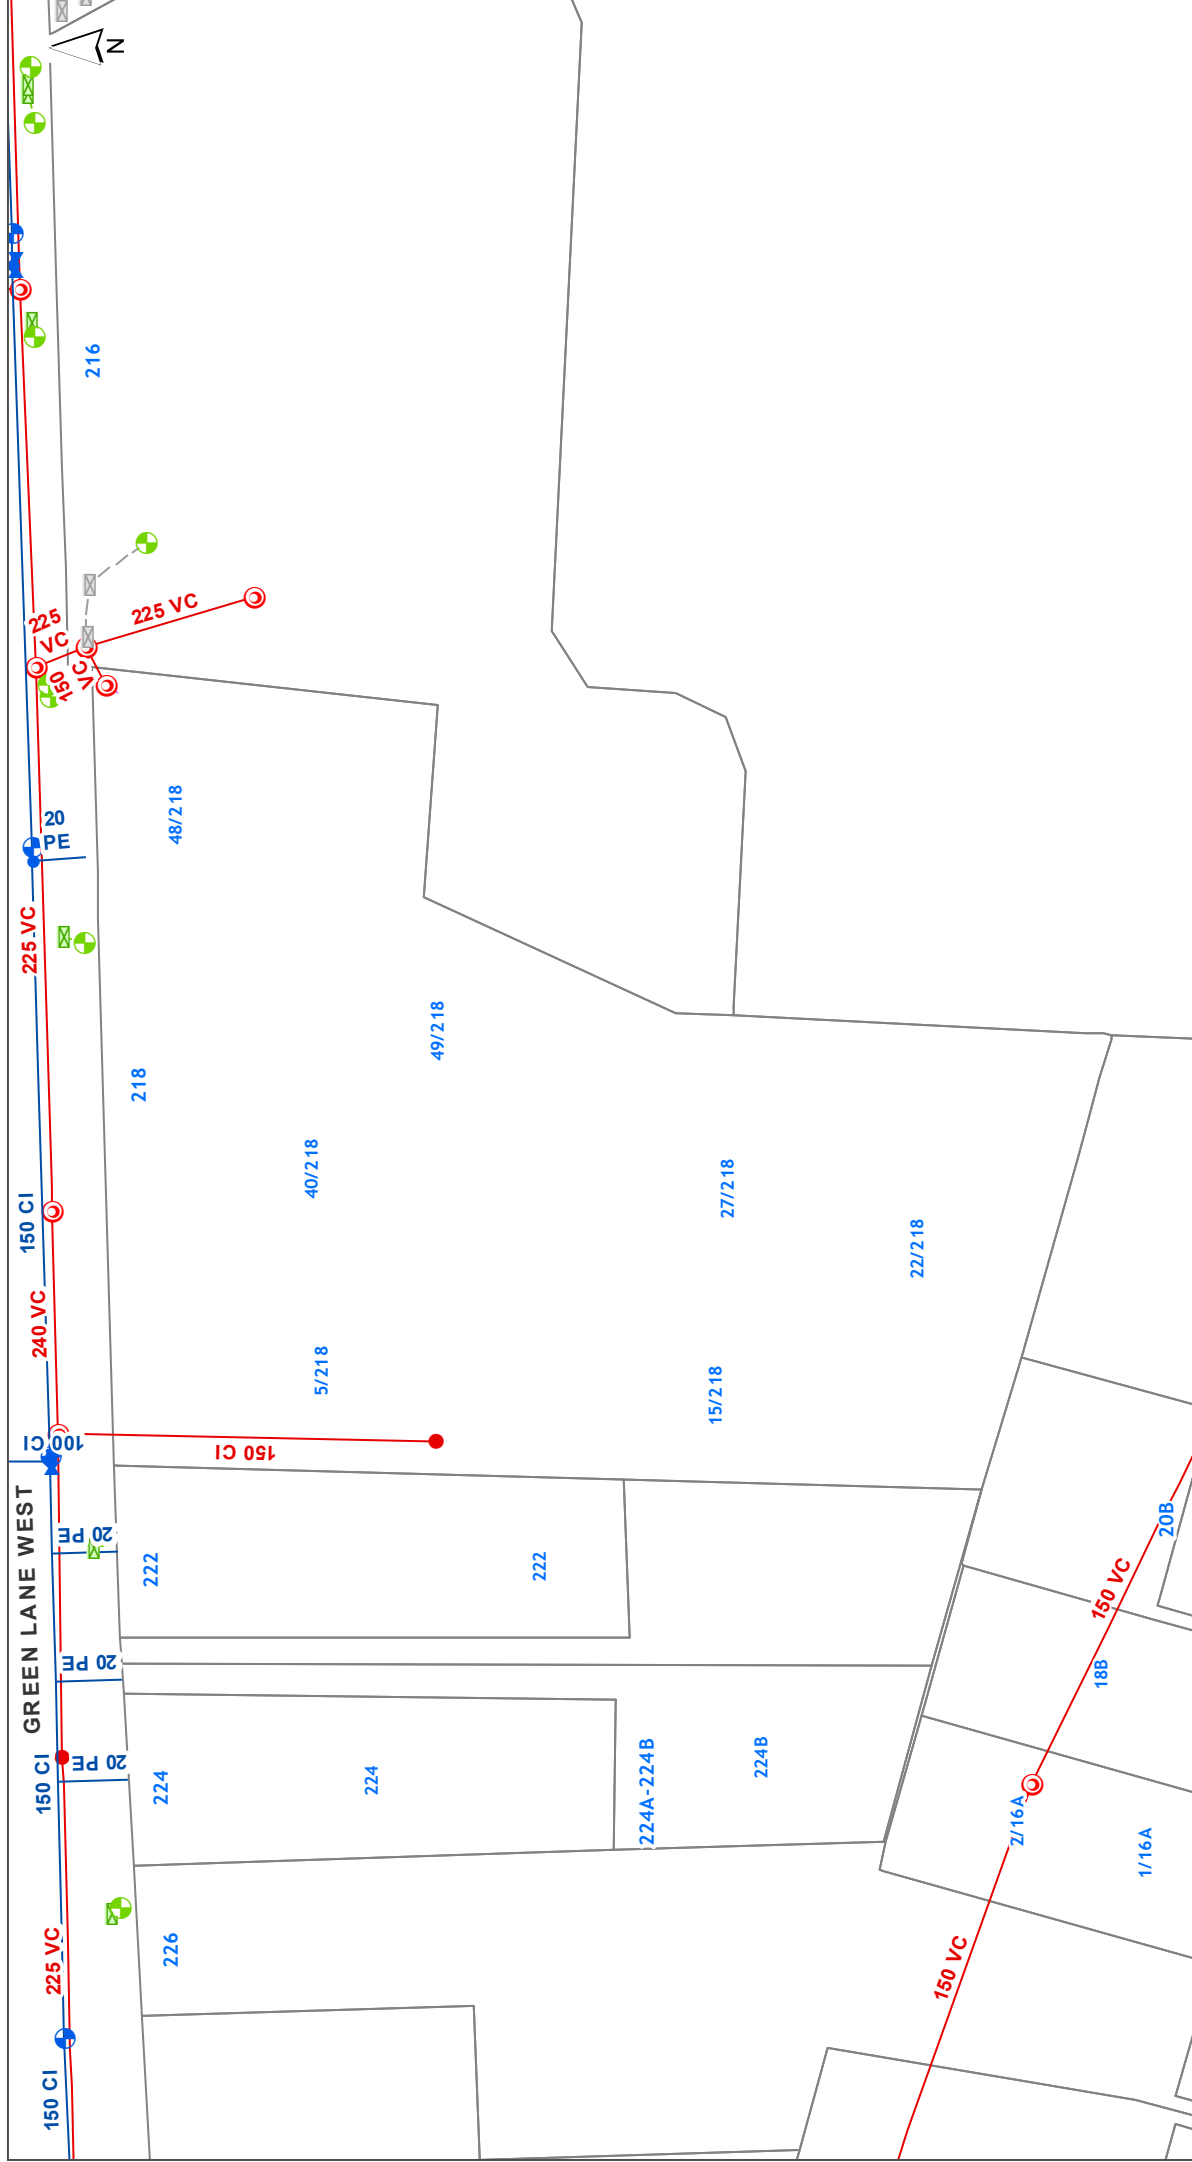 N
216
225
VC
225 VC
150
VC
48/218
20
PE
225 VC
49/218
218
40/218
27/218
150 CI
22/218
240 VC
5/218
15/218
100 CI
150 CI
GREEN LANE WEST
20 PE
222
222
20B
150 VC
20 PE
18B
150 CI
20 PE
224
224
224A-224B
224B
2/16A
1/16A
225 VC
226
150 VC
150 CI